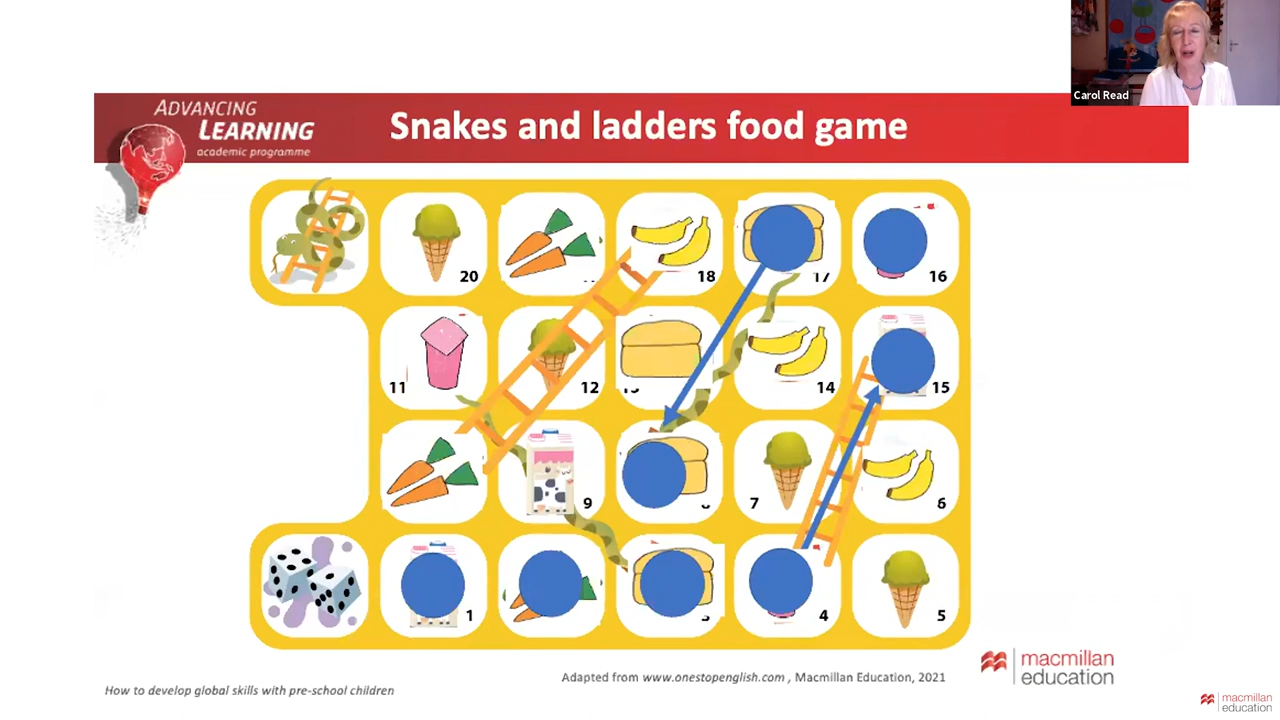 Carol Read
ADVANCING
LEARNING
academic programme
Snakes and ladders food game
20
18
17
16
11
12
14
15
9
7
6
1
4
5
How to develop global skills with pre-school children
Adapted from www.onestopenglish.com , Macmillan Education, 2021
macmillan
education
macmillan
education